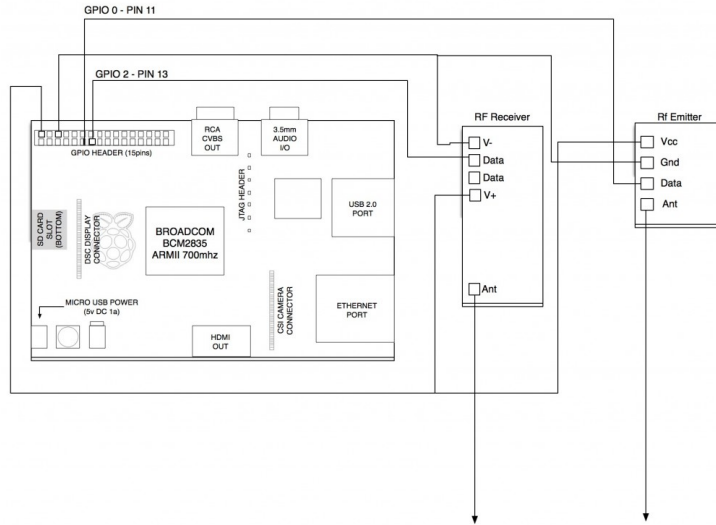 GPIO 0 - PIN 11
GPIO 2 - PIN 13
RF Receiver
Rf Emitter
RCA
CVBS
OUT
3.5mm
AUDIO
I/O
GPIO HEADER (15pins)
V-
Data
Data
V+
Ant
Vcc
Gnd
Data
Ant
JTAG HEADER
USB 2.0
PORT
SD CARD
SLOT
(BOTTOM)
DSC DISPLAY
CONNECTOR
BROADCOM
BCM2835
ARMII 700mhz
MICRO USB POWER
(5v DC 1a)
HDMI
OUT
CSI CAMERA
CONNECTOR
ETHERNET
PORT